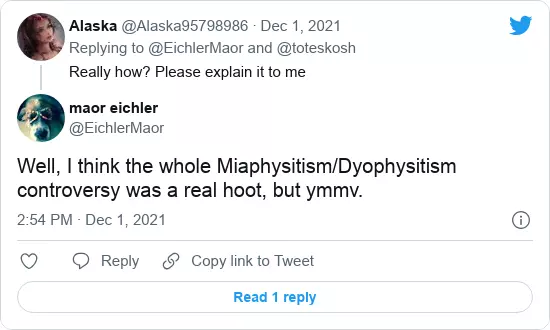 Alaska @Alaska95798986 · Dec 1, 2021
Replying to @EichlerMaor and @toteskosh
Really how? Please explain it to me
maor eichler
@EichlerMaor
Well, I think the whole Miaphysitism/Dyophysitism
controversy was a real hoot, but ymmv.
2:54 PM · Dec 1, 2021
Reply
Copy link to Tweet
Read 1 reply